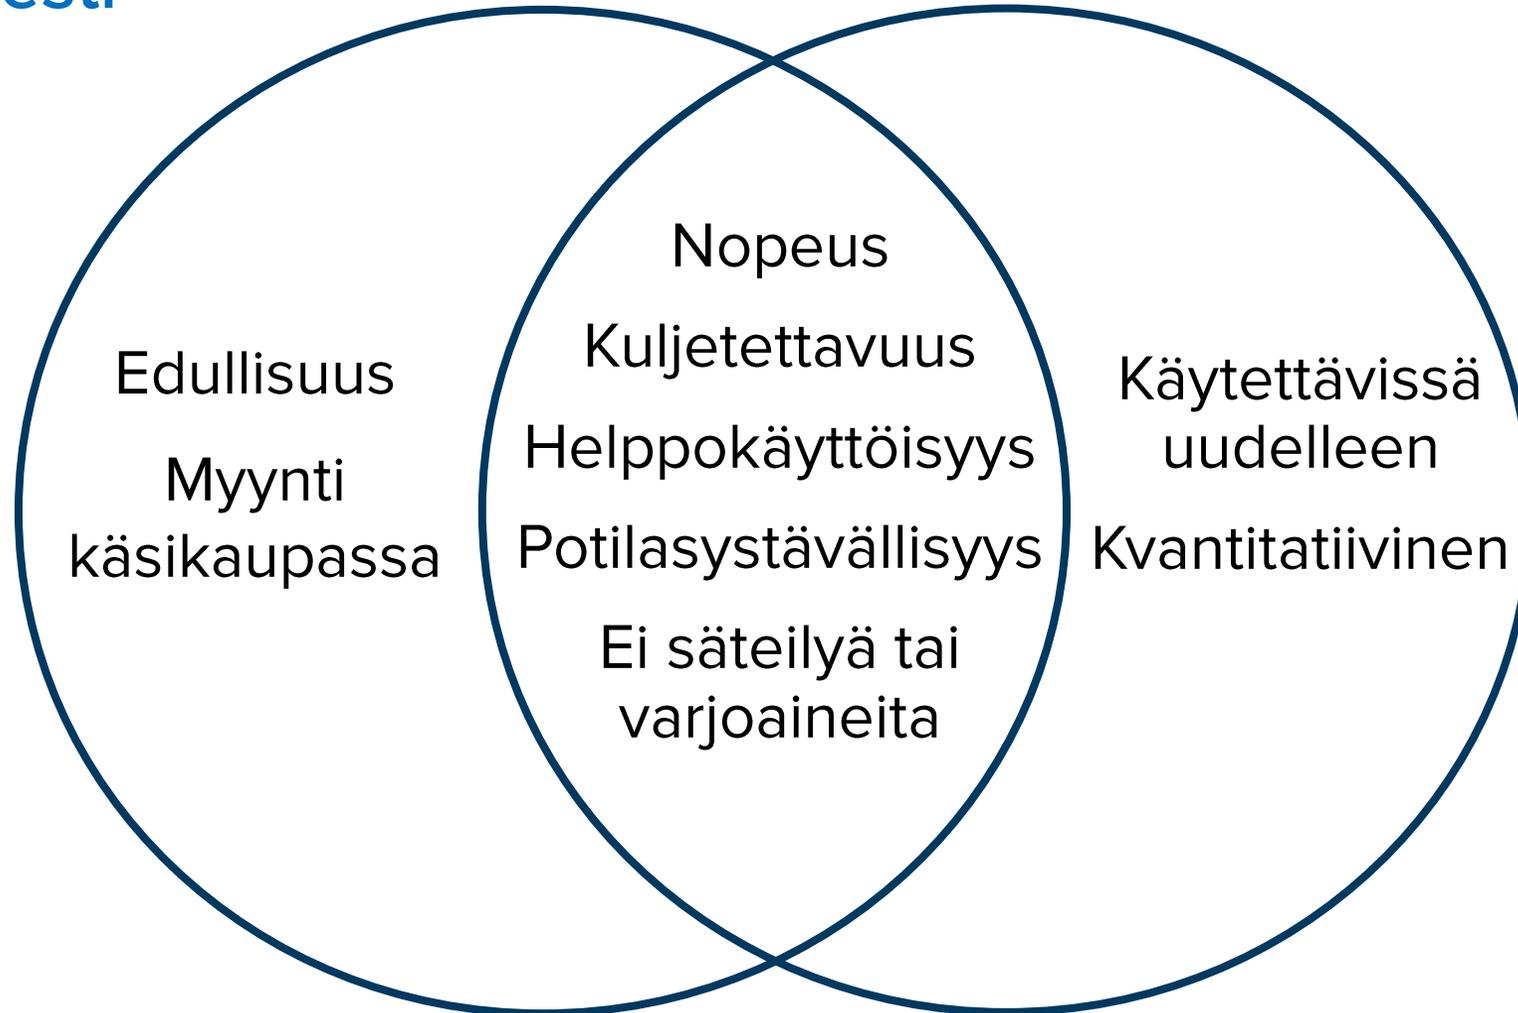 Edullisuus
Myynti
käsikaupassa
Nopeus
Kuljetettavuus
Helppokäyttöisyys
Potilasystävällisyys
Ei säteilyä tai
varjoaineita
Käytettävissä
uudelleen
Kvantitatiivinen